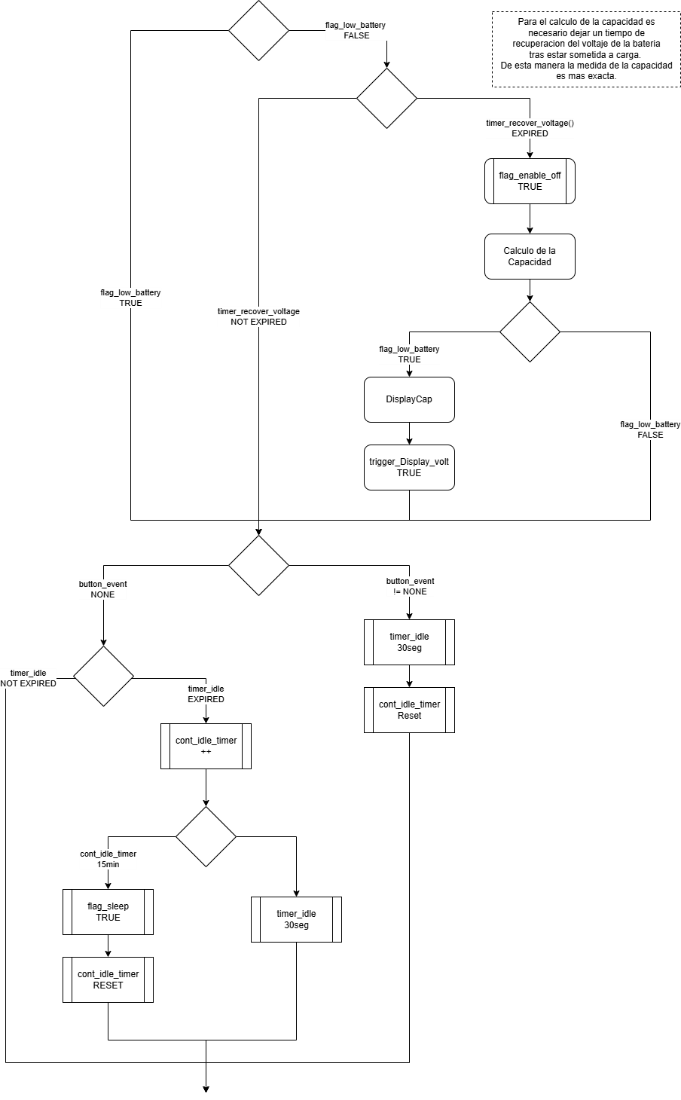 flag_low_battery
FALSE
Para el calculo de la capacidad es
necesario dejar un tiempo de
recuperacion del voltaje de la bateria
tras estar sometida a carga.
De esta manera la medida de la capacidad
es mas exacta.
timer_recover_voltage()
EXPIRED
flag_enable_off
TRUE
Calculo de la
Capacidad
flag_low_battery
TRUE
timer_recover_voltage
NOT EXPIRED
flag_low_battery
TRUE
DisplayCap
flag_low_battery
FALSE
trigger_Display_volt
TRUE
button_event
NONE
button_event
!= NONE
timer_idle
30seg
timer_idle
NOT EXPIRED
timer_idle
EXPIRED
cont_idle_timer
Reset
cont_idle_timer
++
cont_idle_timer
15min
flag_sleep
TRUE
timer_idle
30seg
cont_idle_timer
RESET